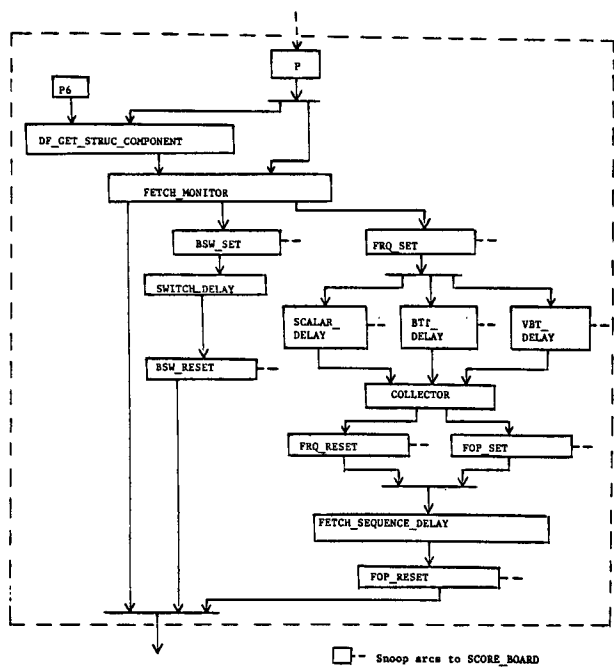 P
P6
DF_GET_STRUC_COMPONENT
FETCH_MONITOR
BSW_SET
FRQ_SET
SWITCH_DELAY
SCALAR_
DELAY
BTT_
DELAY
VBT_
DELAY
BSW_RESET
COLLECTOR
FRQ_RESET
FOP_SET
FETCH_SEQUENCE_DELAY
FOP_RESET
Snoop arcs to SCORE_BOARD